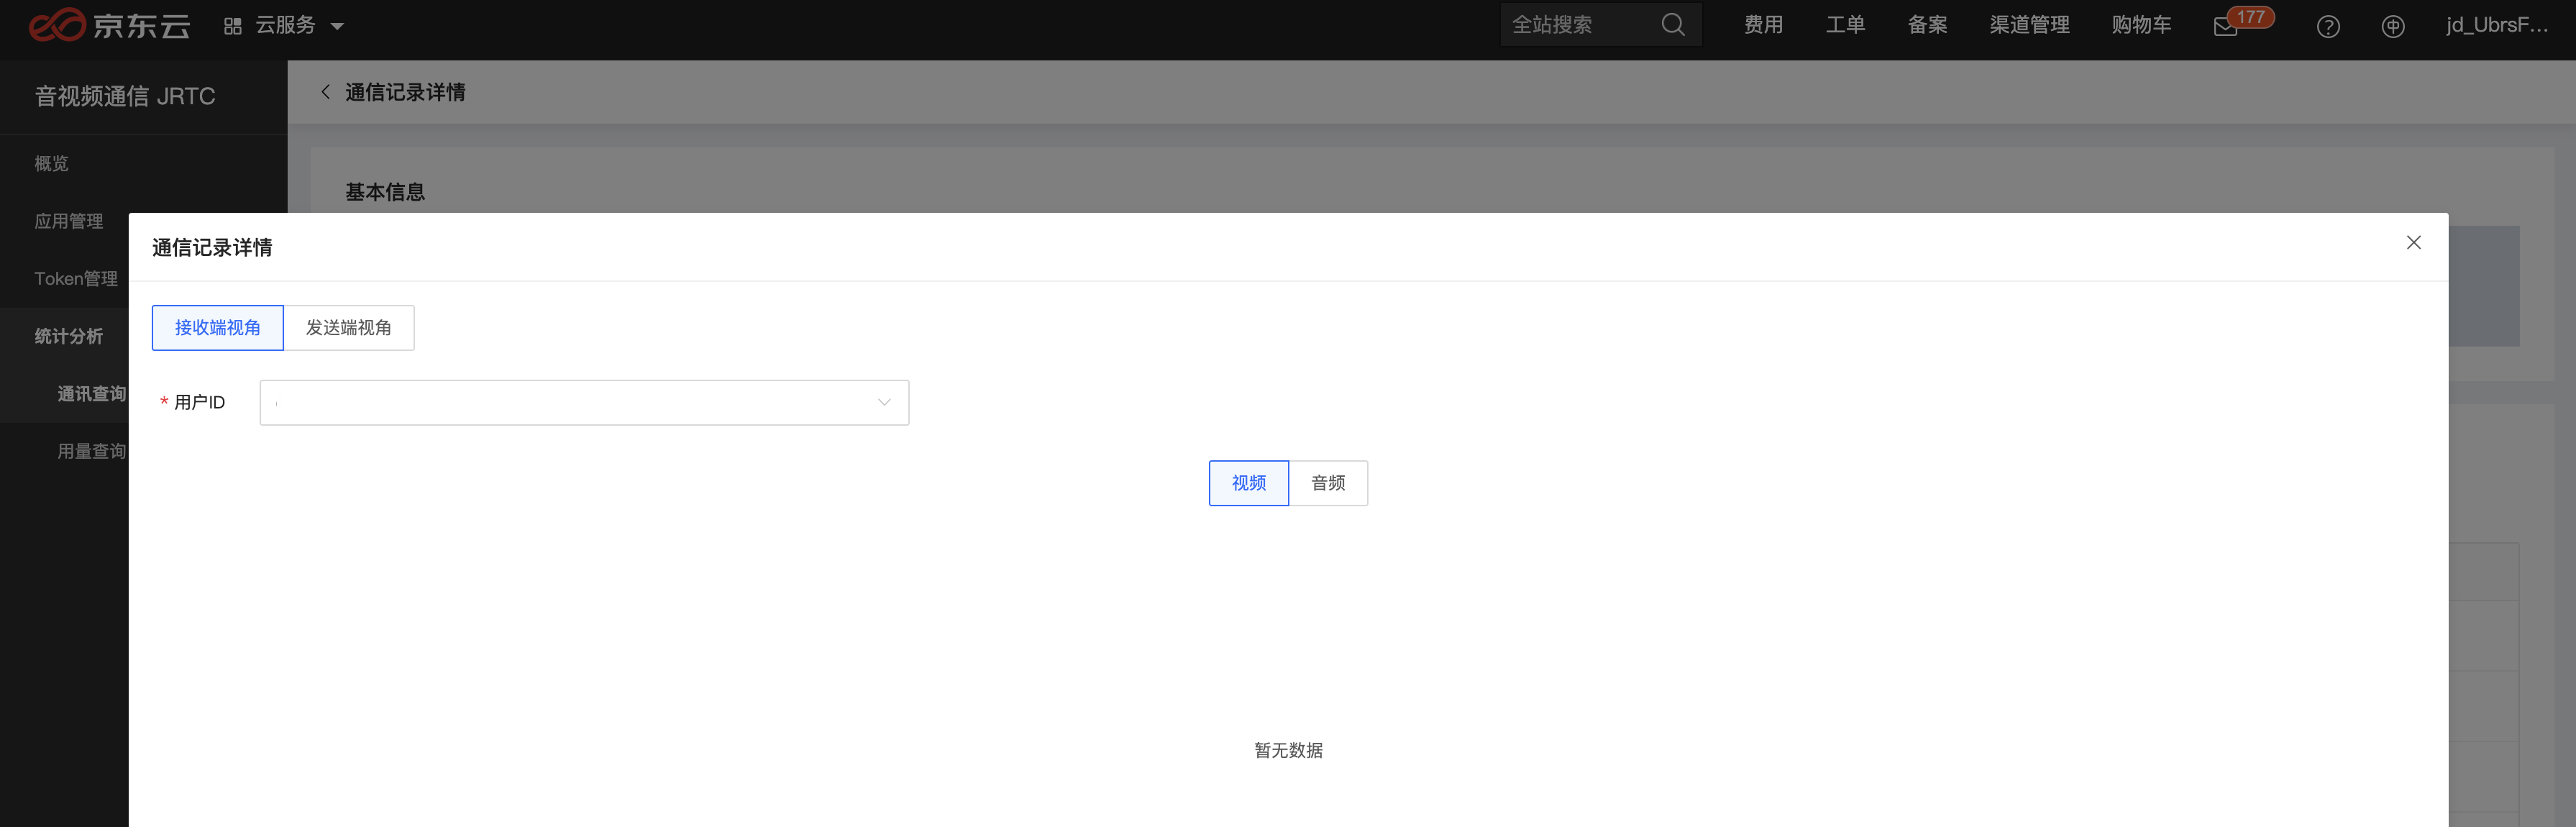 京东云 云服务 全站搜索 费用 工单 备案 渠道管理 购物车 177 jd_UbrsF...
音视频通信 JRTC
通信记录详情
概览
基本信息
应用管理
通信记录详情
Token管理
接收端视角 发送端视角
统计分析
通讯查询
* 用户ID
用量查询
视频 音频
暂无数据